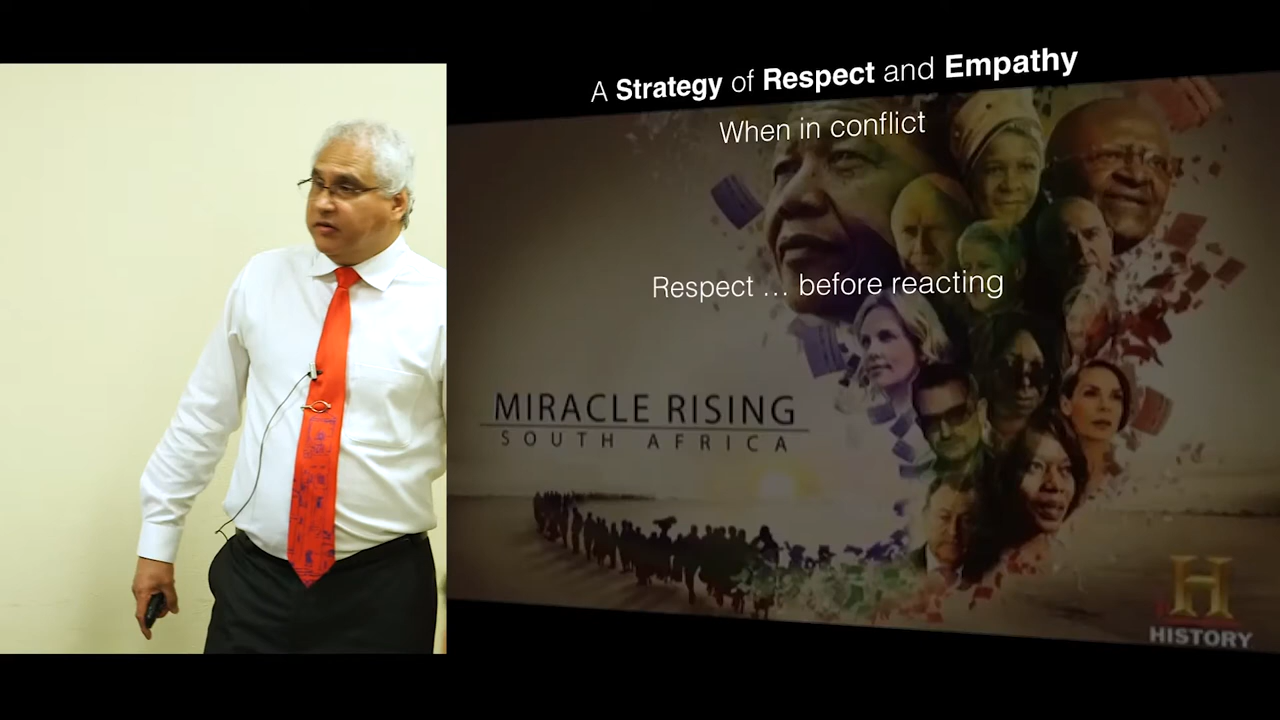 A Strategy of Respect and Empathy
When in conflict
Respect ... before reacting
MIRACLE RISING
SOUTH AFRICA
H
HISTORY